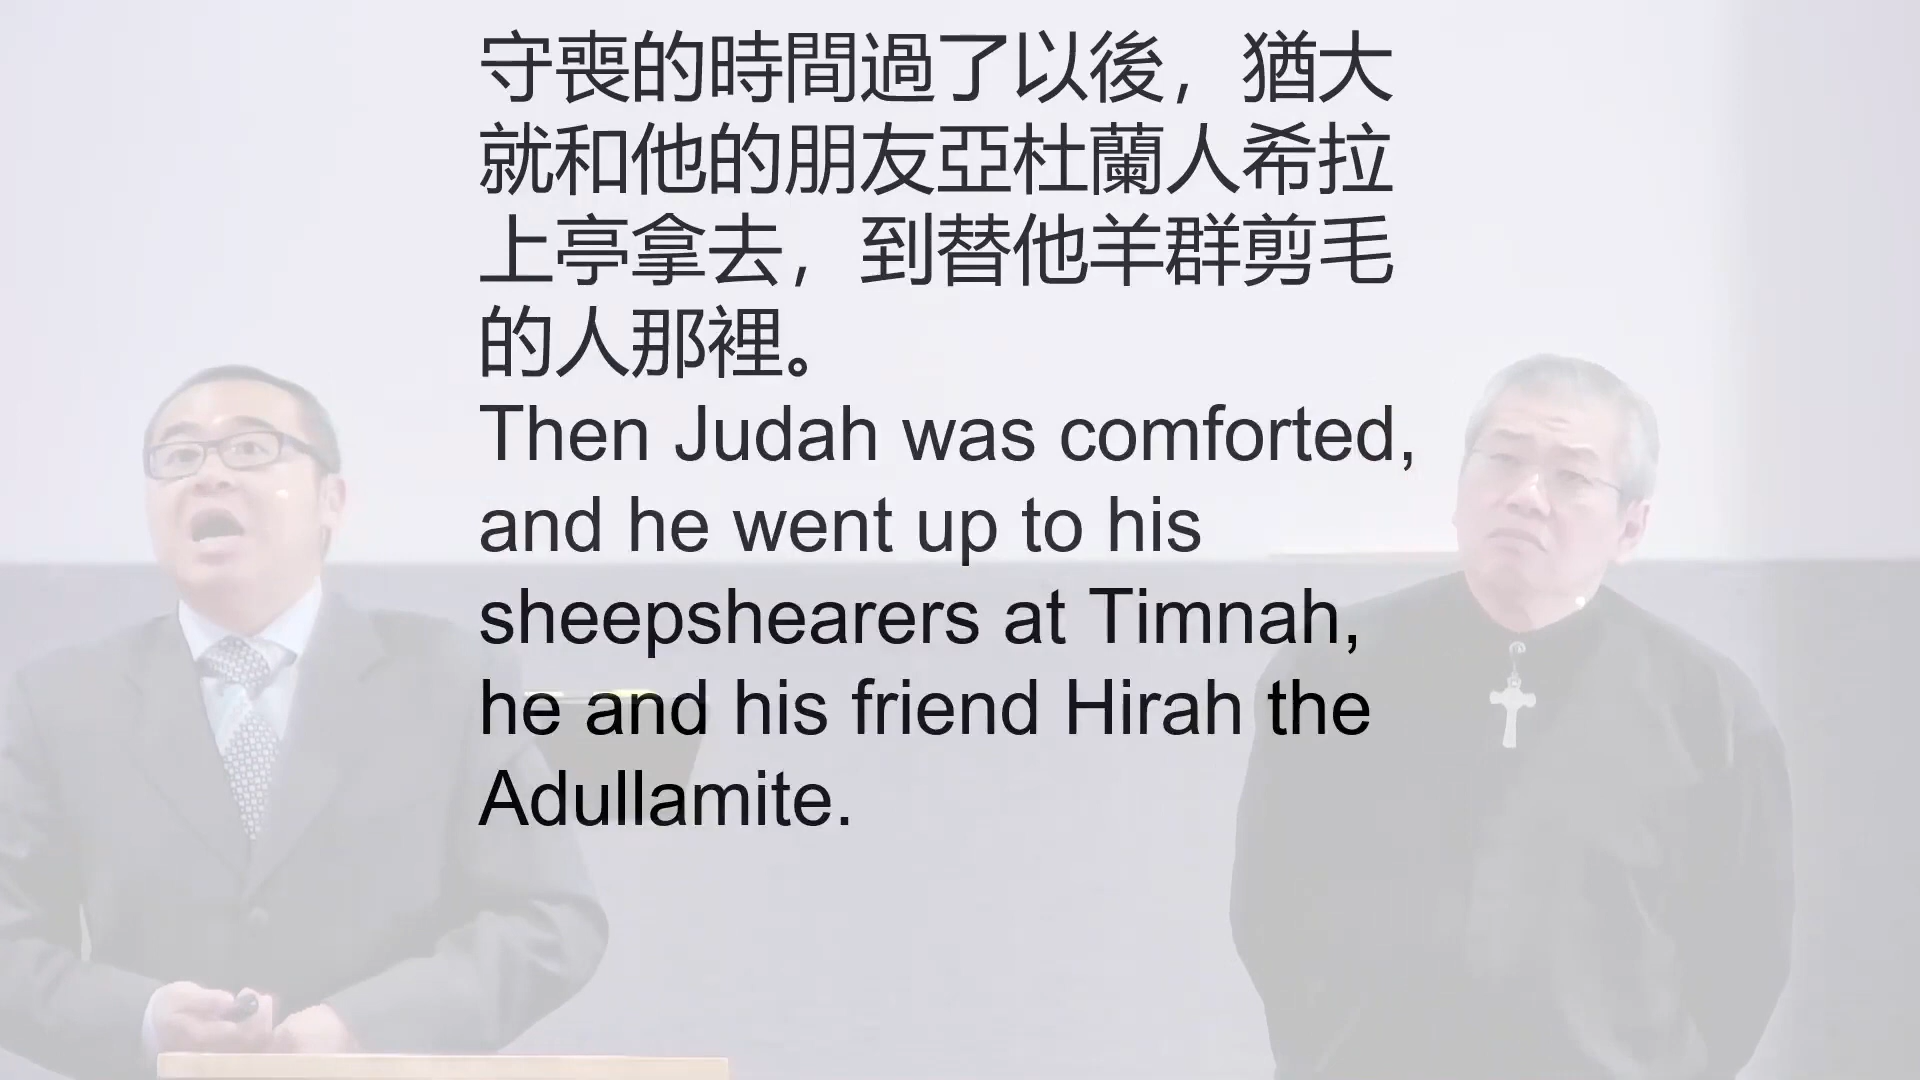 守喪的時間過了以後，猶大
就和他的朋友亞杜蘭人希拉
上亭拿去，到替他羊群剪毛
的人那裡。
Then Judah was comforted,
and he went up to his
sheepshearers at Timnah,
he and his friend Hirah the
Adullamite.